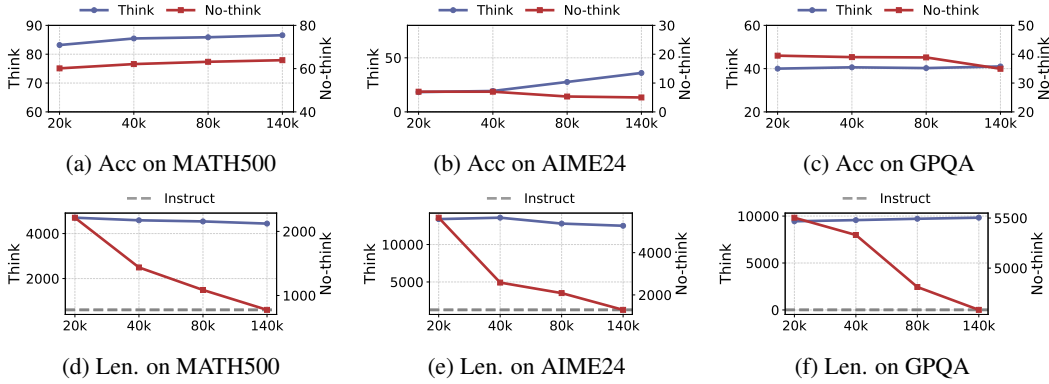 Think No-think
Think No-think
Think No-think
90 80 30 60 50
80 60 50 20 50 40
70 10 40 30
60 40 0 0 20 20
Think No-think Think No-think Think No-think
20k 40k 80k 140k 20k 40k 80k 140k 20k 40k 80k 140k
(a) Acc on MATH500 (b) Acc on AIME24 (c) Acc on GPQA
Instruct Instruct Instruct
4000 2000 10000 4000 10000 5500
2000 1000 5000 2000 5000 5000
0
Think No-think Think No-think Think No-think
20k 40k 80k 140k 20k 40k 80k 140k 20k 40k 80k 140k
(d) Len. on MATH500 (e) Len. on AIME24 (f) Len. on GPQA